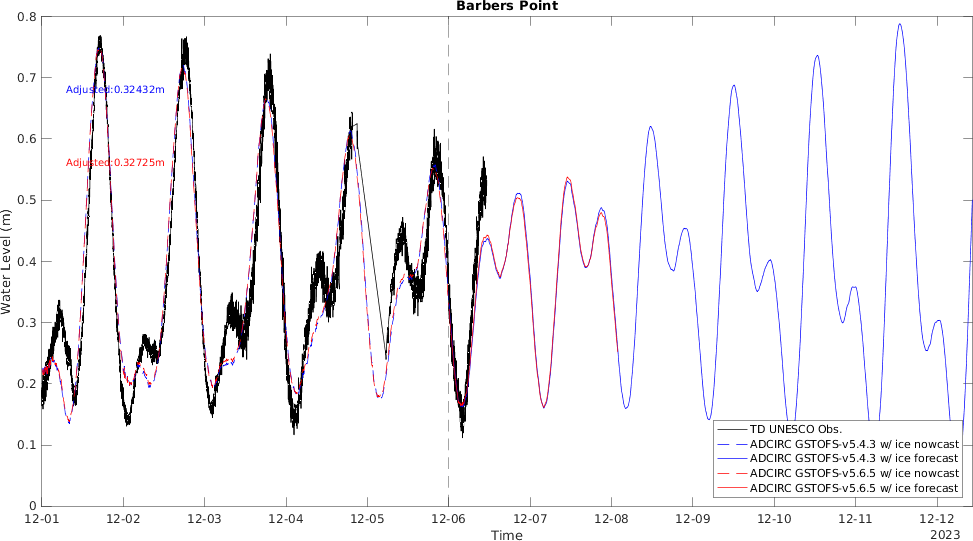 Barbers Point
0.8
0.7
0.6
0.5
0.4
0.3
0.2
0.1
0
Water Level (m)
Adjusted:0.32432m
Adjusted:0.32725m
TD UNESCO Obs.
ADCIRC GSTOFS-v5.4.3 w/ ice nowcast
ADCIRC GSTOFS-v5.4.3 w/ ice forecast
ADCIRC GSTOFS-v5.6.5 w/ ice nowcast
ADCIRC GSTOFS-v5.6.5 w/ ice forecast
12-01 12-02 12-03 12-04 12-05 12-06 12-07 12-08 12-09 12-10 12-11 12-12
Time
2023